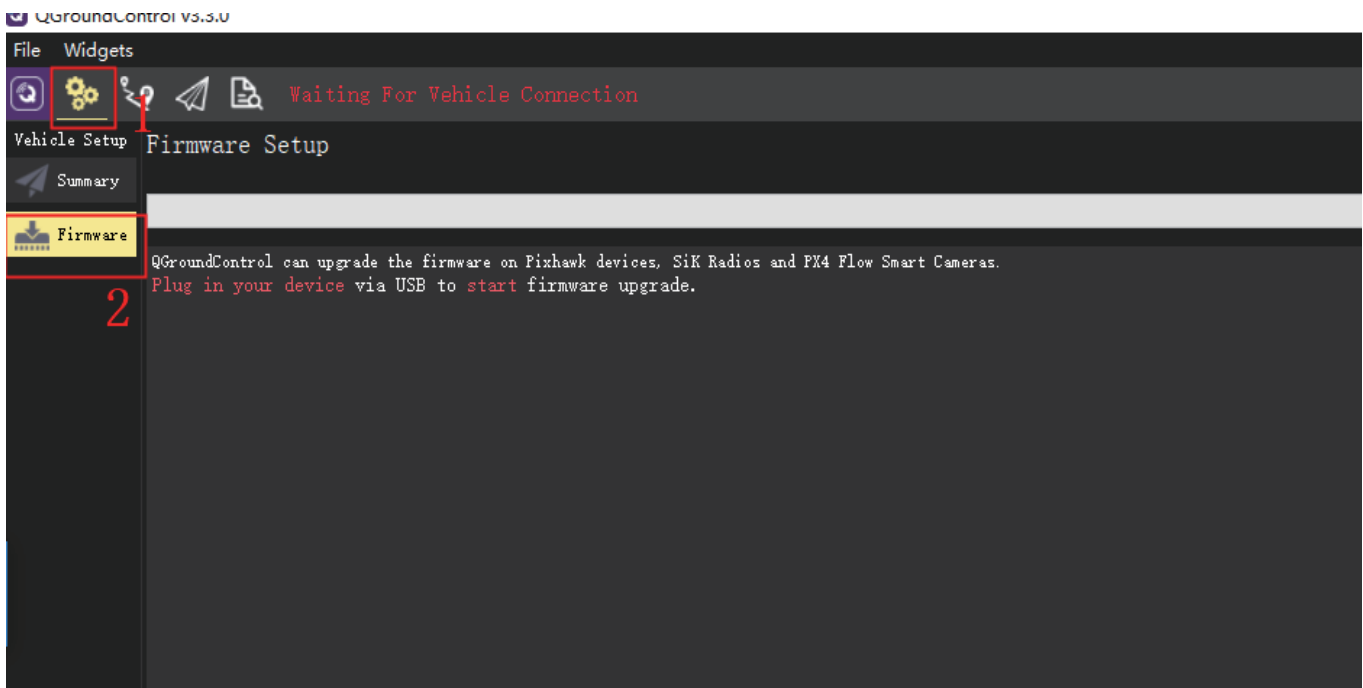 QGroundControl v3.3.0
File Widgets
1
Waiting For Vehicle Connection
Vehicle Setup
Firmware Setup
Summary
Firmware
2
QGroundControl can upgrade the firmware on Pixhawk devices, SiK Radios and PX4 Flow Smart Cameras.
Plug in your device via USB to start firmware upgrade.